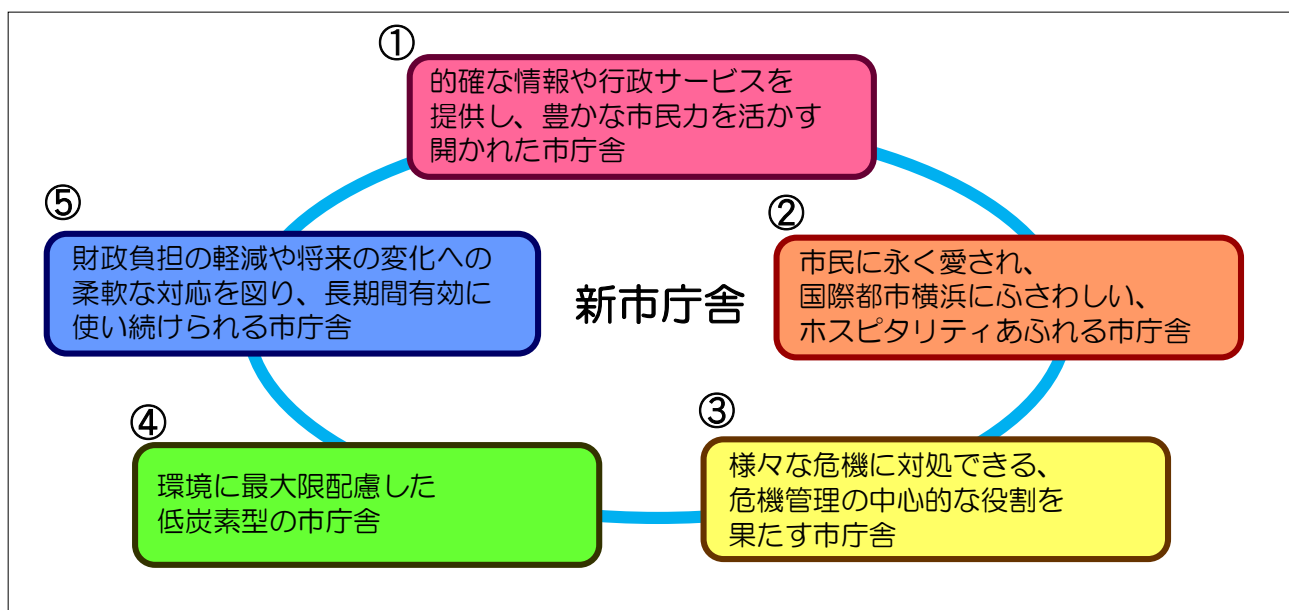 ①
的確な情報や行政サービスを
提供し、豊かな市民力を活かす
開かれた市庁舎
②
市民に永く愛され、
国際都市横浜にふさわしい、
ホスピタリティあふれる市庁舎
③
様々な危機に対処できる、
危機管理の中心的な役割を
果たす市庁舎
④
環境に最大限配慮した
低炭素型の市庁舎
⑤
財政負担の軽減や将来の変化への
柔軟な対応を図り、長期間有効に
使い続けられる市庁舎
新市庁舎